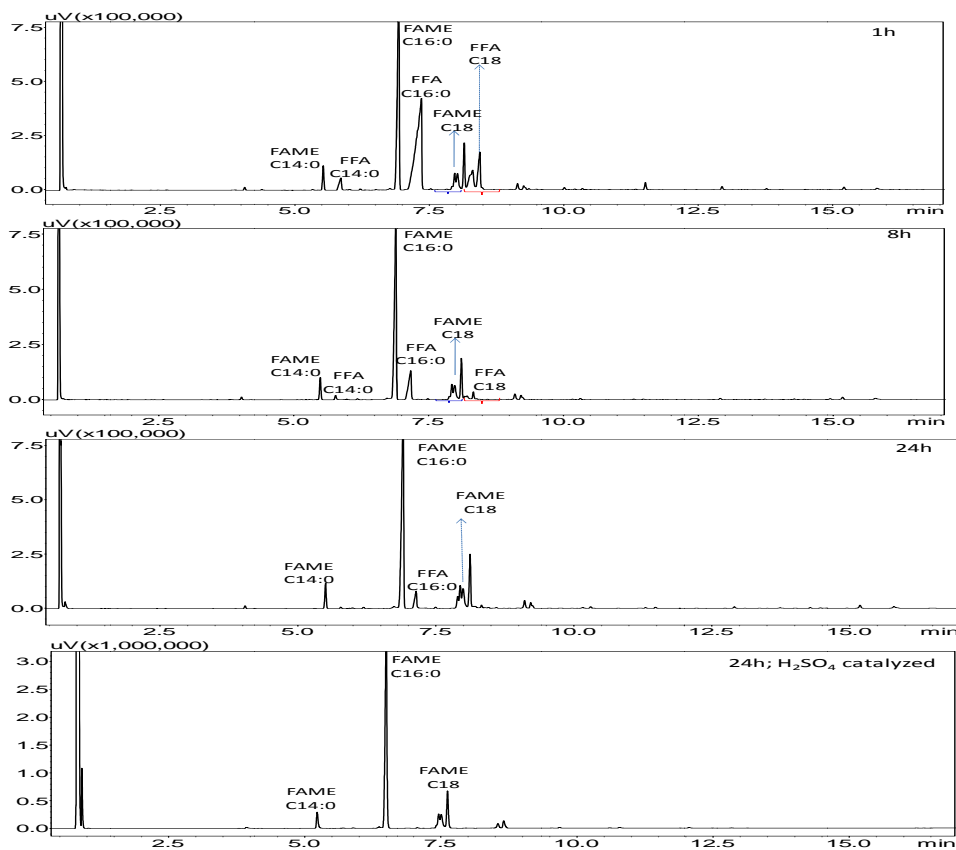 uV(x100,000)
7.5
FAME
C16:0
1h
FFA
C18
5.0
FFA
C16:0
FAME
C18
2.5
FAME
C14:0
FFA
C14:0
0.0
2.5 5.0 7.5 10.0 12.5 15.0 min
uV(x100,000)
7.5
FAME
C16:0
8h
5.0
FAME
C18
2.5
FAME
C14:0
FFA
C14:0
FFA
C16:0
FFA
C18
0.0
2.5 5.0 7.5 10.0 12.5 15.0 min
uV(x100,000)
7.5
FAME
C16:0
24h
5.0
FAME
C18
2.5
FAME
C14:0
FFA
C16:0
0.0
2.5 5.0 7.5 10.0 12.5 15.0 min
uV(x1,000,000)
3.0
FAME
C16:0
24h; H₂SO₄ catalyzed
2.5
2.0
1.5
1.0
FAME
C18
0.5
FAME
C14:0
0.0
2.5 5.0 7.5 10.0 12.5 15.0 min